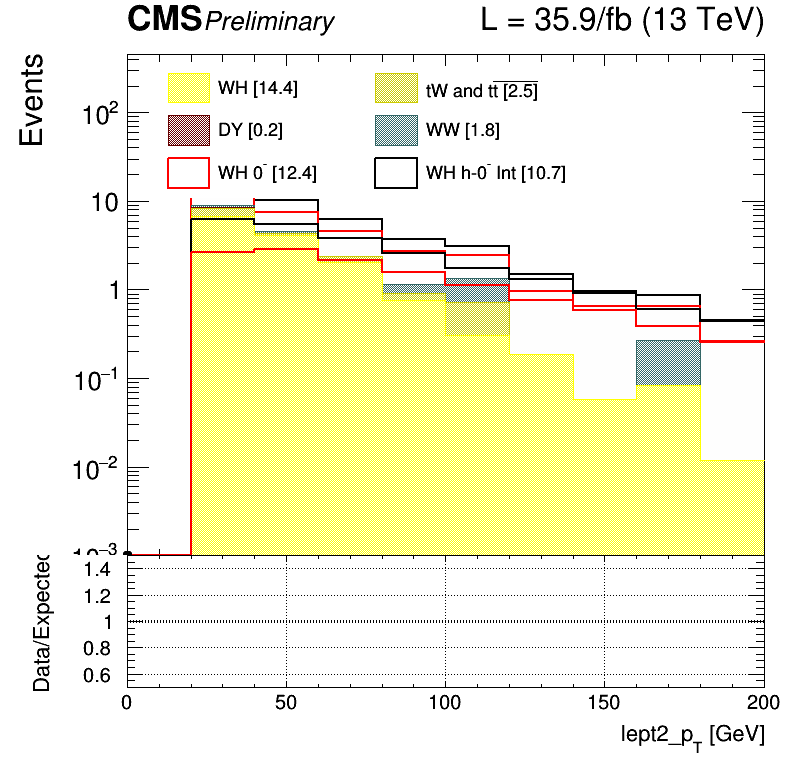 CMS Preliminary L = 35.9/fb (13 TeV)
Events
WH [14.4] tW and tt [2.5]
DY [0.2] WW [1.8]
WH 0⁻ [12.4] WH h-0⁻ Int [10.7]
10²
10
1
10⁻¹
10⁻²
10⁻³
Data/Expected
1.4
1.2
1
0.8
0.6
0 50 100 150 200
lept2_p_T [GeV]